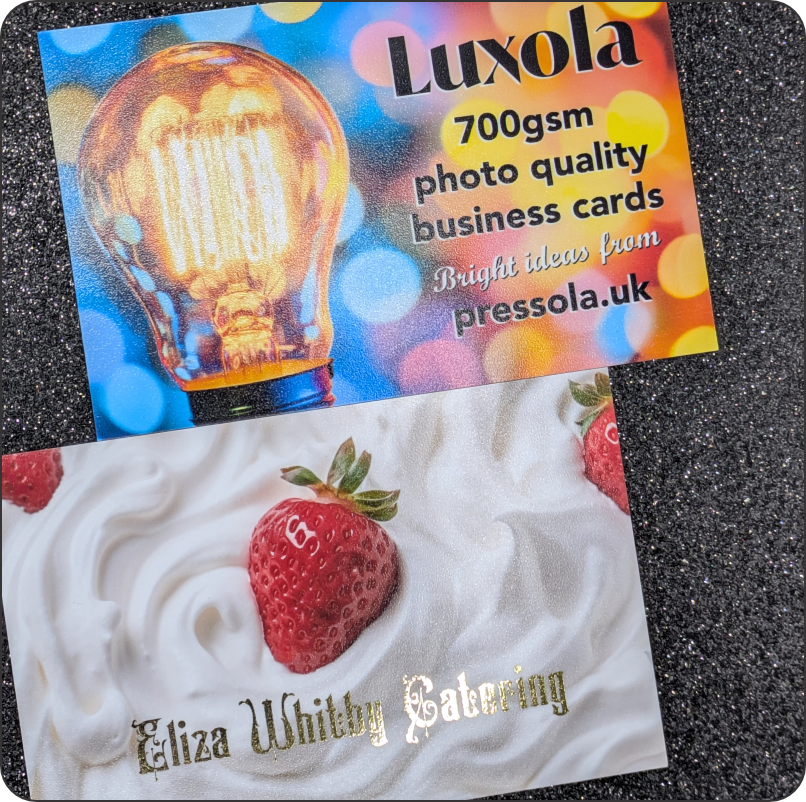 Luxola
700gsm
photo quality
business cards
Bright ideas from
pressola.uk
Eliza Whitby Catering